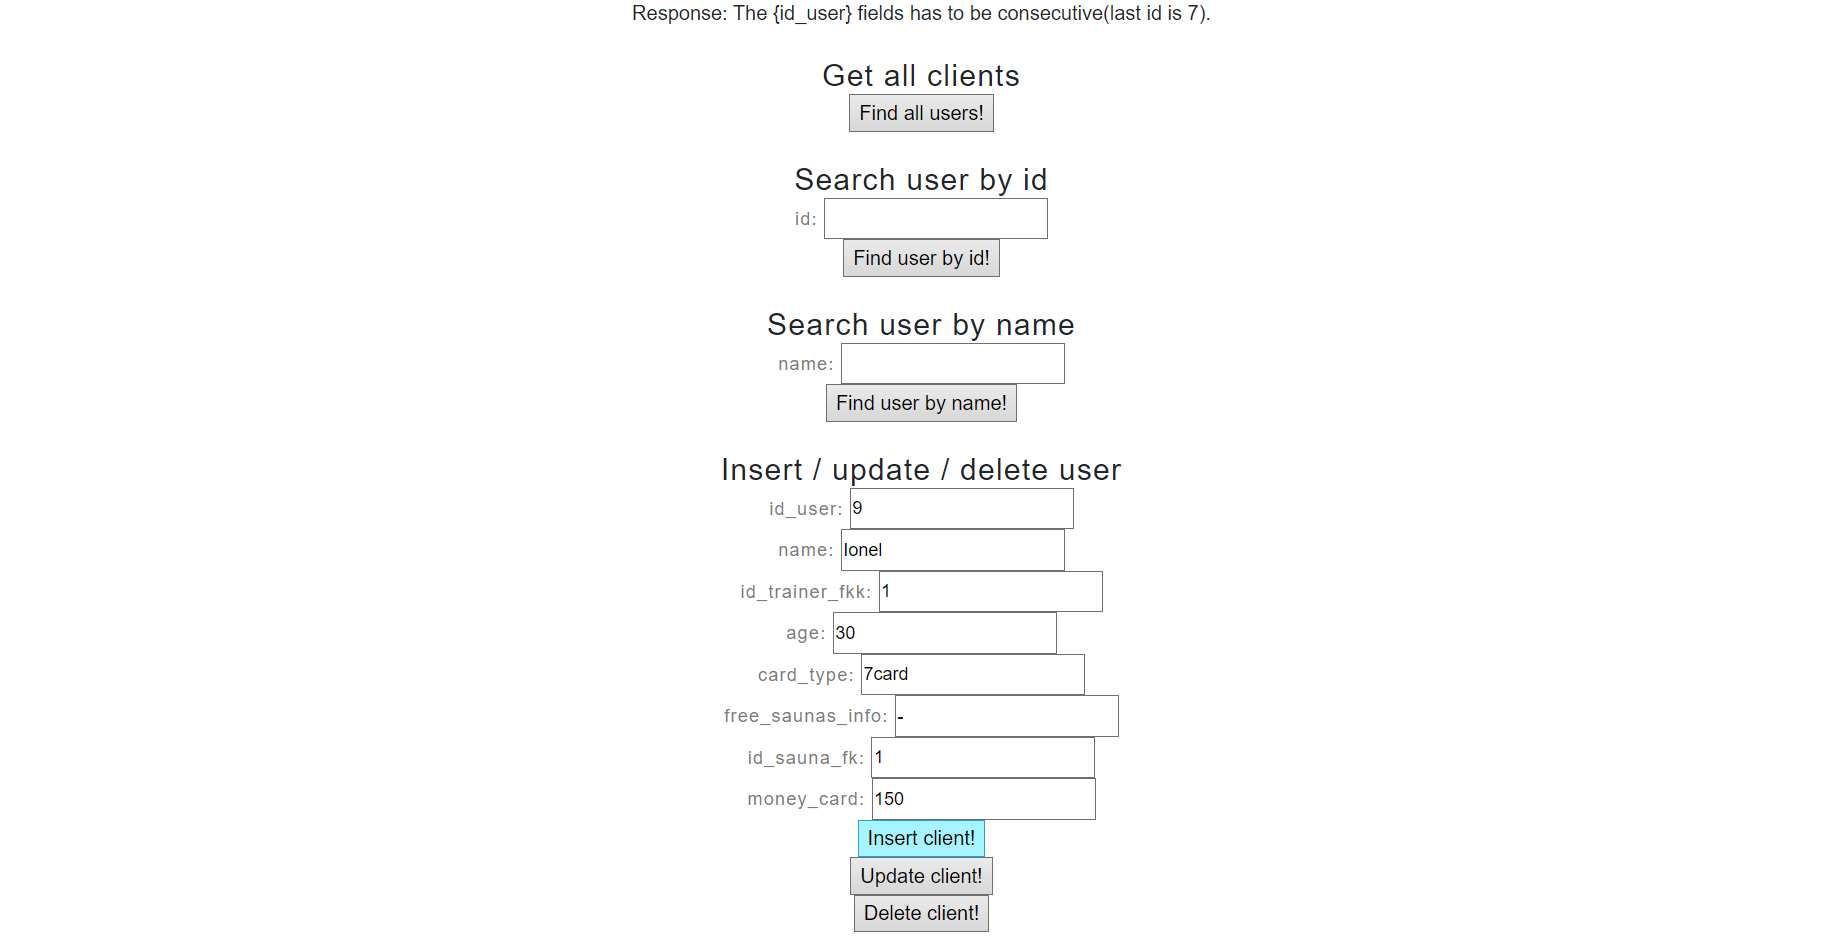 Response: The {id_user} fields has to be consecutive(last id is 7).
Get all clients
Find all users!
Search user by id
id:
Find user by id!
Search user by name
name:
Find user by name!
Insert / update / delete user
id_user: 9
name: Ionel
id_trainer_fkk: 1
age: 30
card_type: 7card
free_saunas_info: -
id_sauna_fk: 1
money_card: 150
Insert client!
Update client!
Delete client!